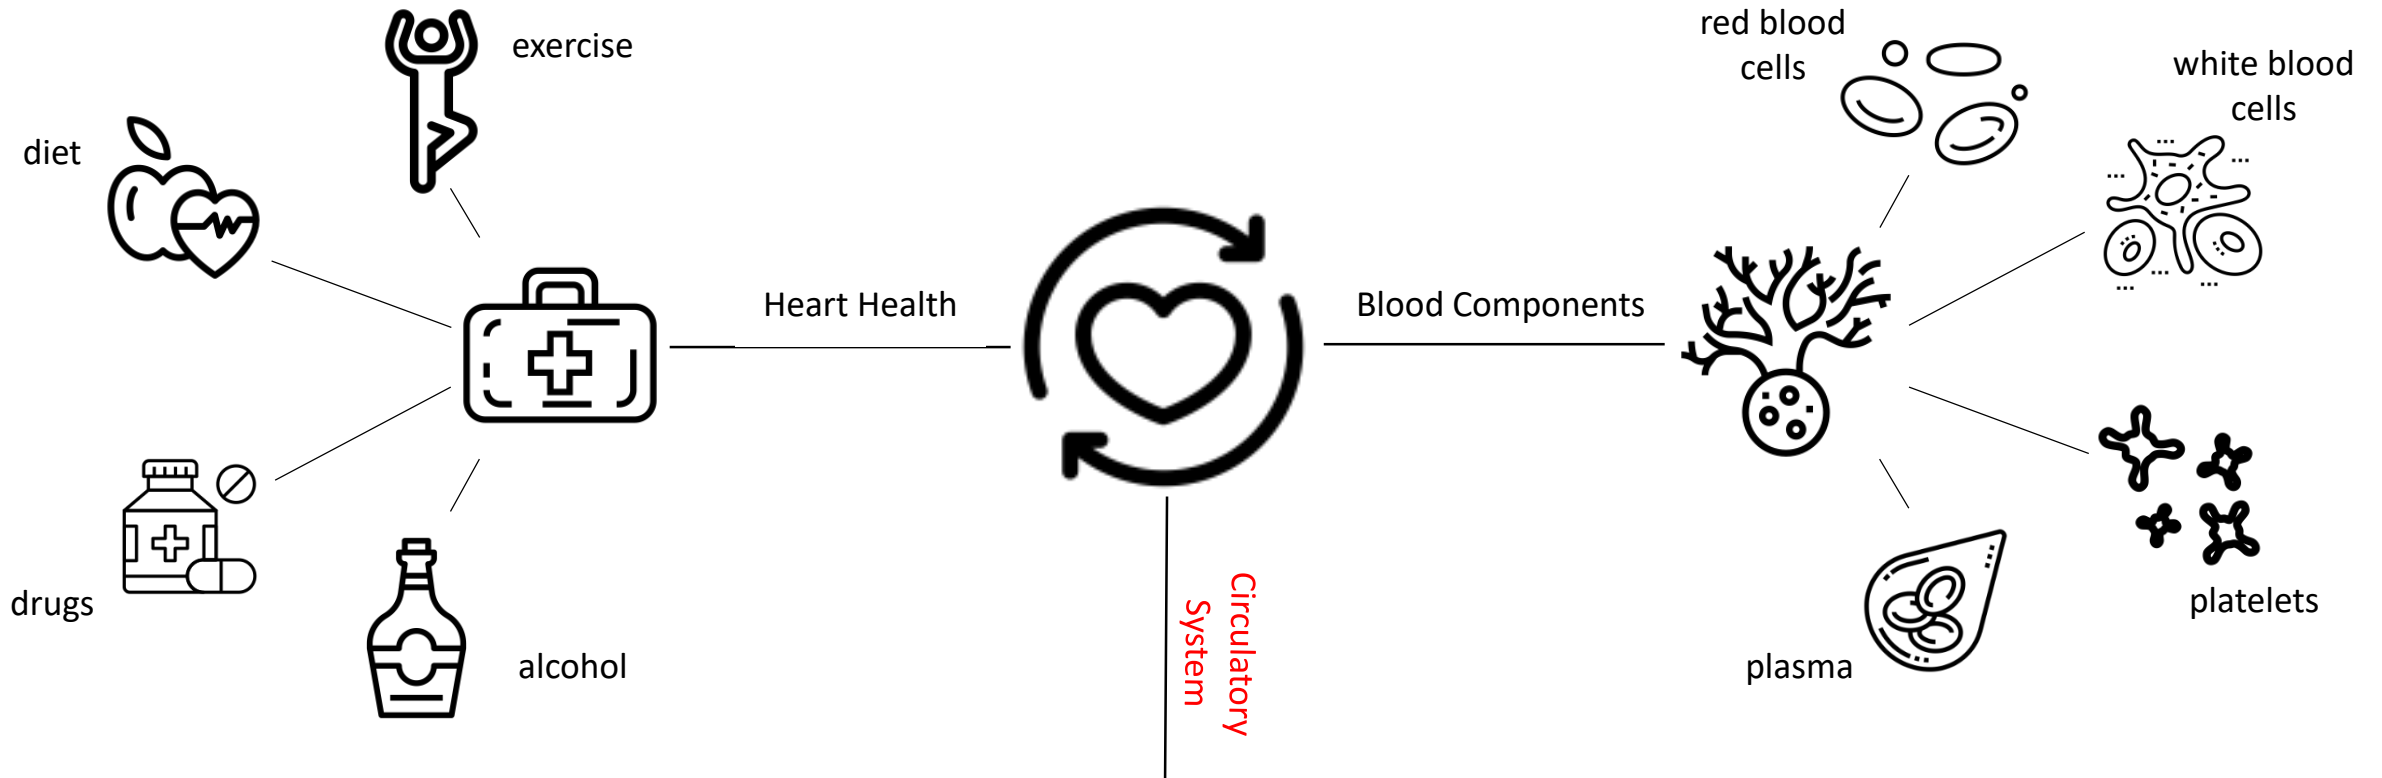 exercise
diet
drugs
alcohol
Heart Health
Circulatory
System
Blood Components
red blood
cells
white blood
cells
platelets
plasma